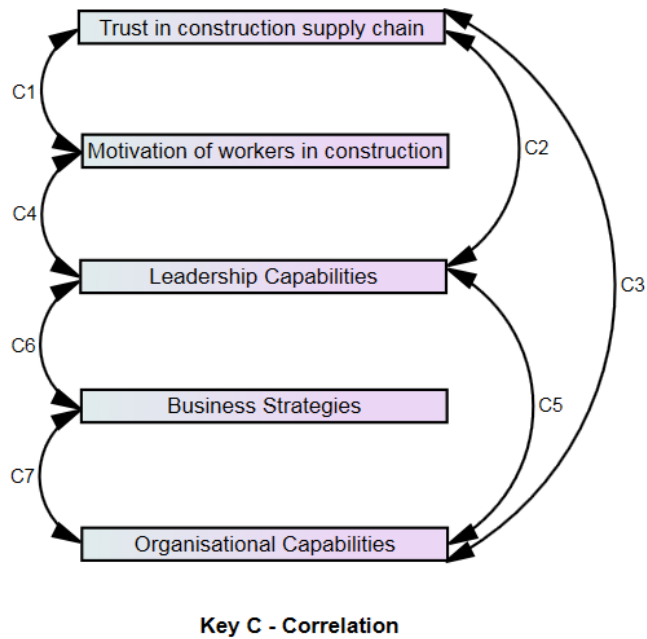 Trust in construction supply chain
C1
C2
Motivation of workers in construction
C4
Leadership Capabilities
C3
C6
Business Strategies
C5
C7
Organisational Capabilities
Key C - Correlation